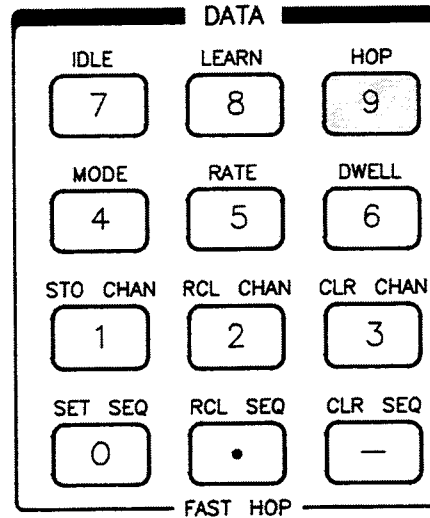 DATA
IDLE LEARN HOP
7 8 9
MODE RATE DWELL
4 5 6
STO CHAN RCL CHAN CLR CHAN
1 2 3
SET SEQ RCL SEQ CLR SEQ
0 • —
FAST HOP